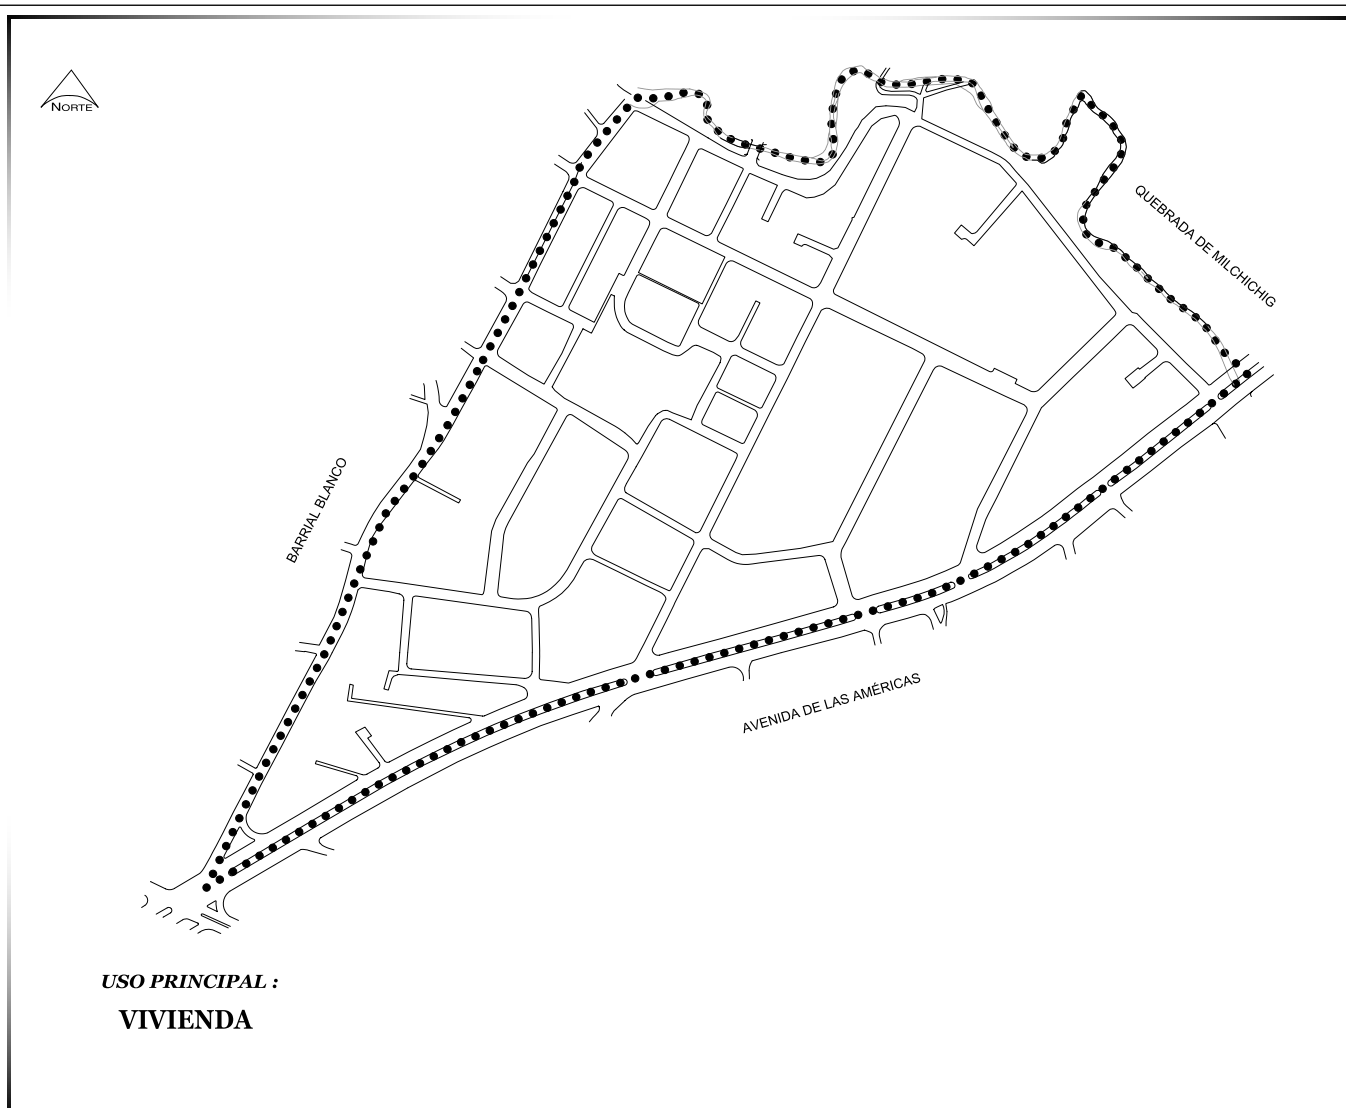 NORTE
QUEBRADA DE MILCHICHIG
BARRIAL BLANCO
AVENIDA DE LAS AMÉRICAS
USO PRINCIPAL :
VIVIENDA